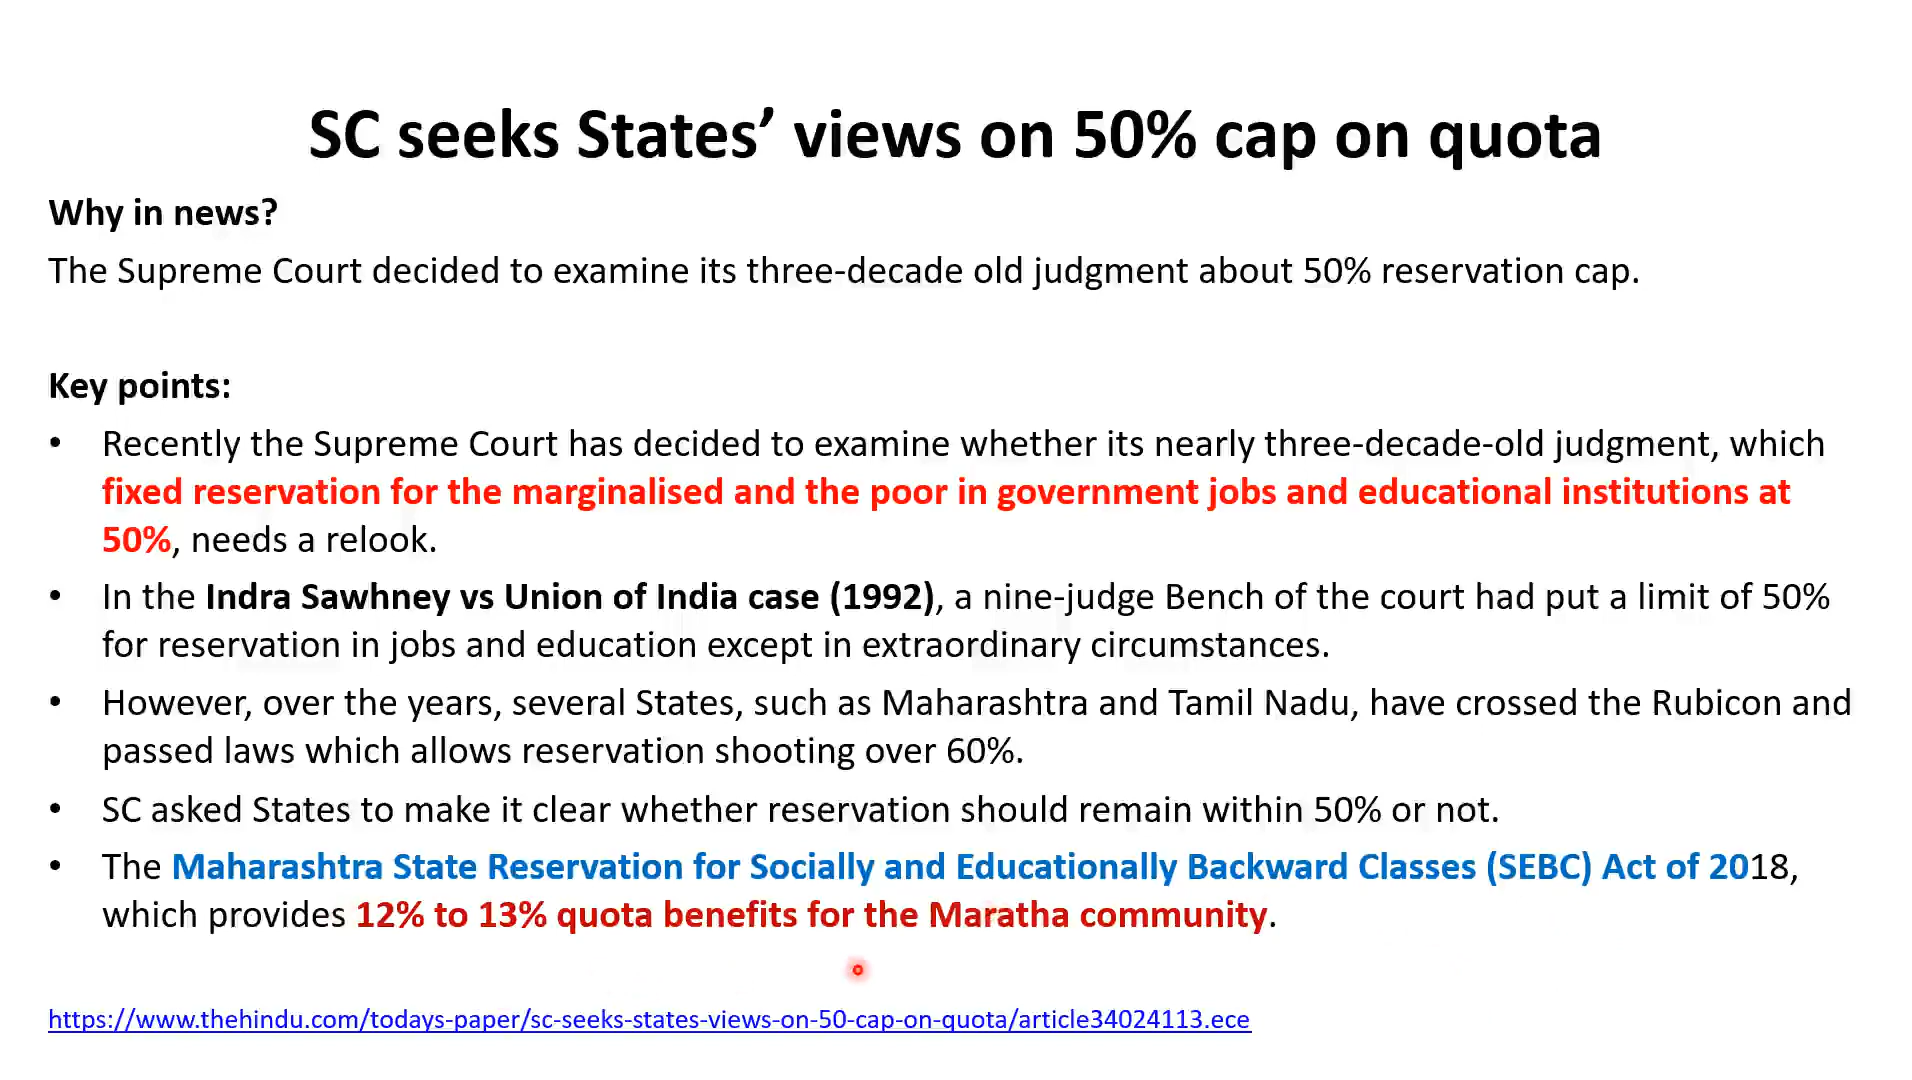 SC seeks States’ views on 50% cap on quota
Why in news?
The Supreme Court decided to examine its three-decade old judgment about 50% reservation cap.
Key points:
• Recently the Supreme Court has decided to examine whether its nearly three-decade-old judgment, which
fixed reservation for the marginalised and the poor in government jobs and educational institutions at
50%, needs a relook.
• In the Indra Sawhney vs Union of India case (1992), a nine-judge Bench of the court had put a limit of 50%
for reservation in jobs and education except in extraordinary circumstances.
• However, over the years, several States, such as Maharashtra and Tamil Nadu, have crossed the Rubicon and
passed laws which allows reservation shooting over 60%.
• SC asked States to make it clear whether reservation should remain within 50% or not.
• The Maharashtra State Reservation for Socially and Educationally Backward Classes (SEBC) Act of 2018,
which provides 12% to 13% quota benefits for the Maratha community.
https://www.thehindu.com/todays-paper/sc-seeks-states-views-on-50-cap-on-quota/article34024113.ece